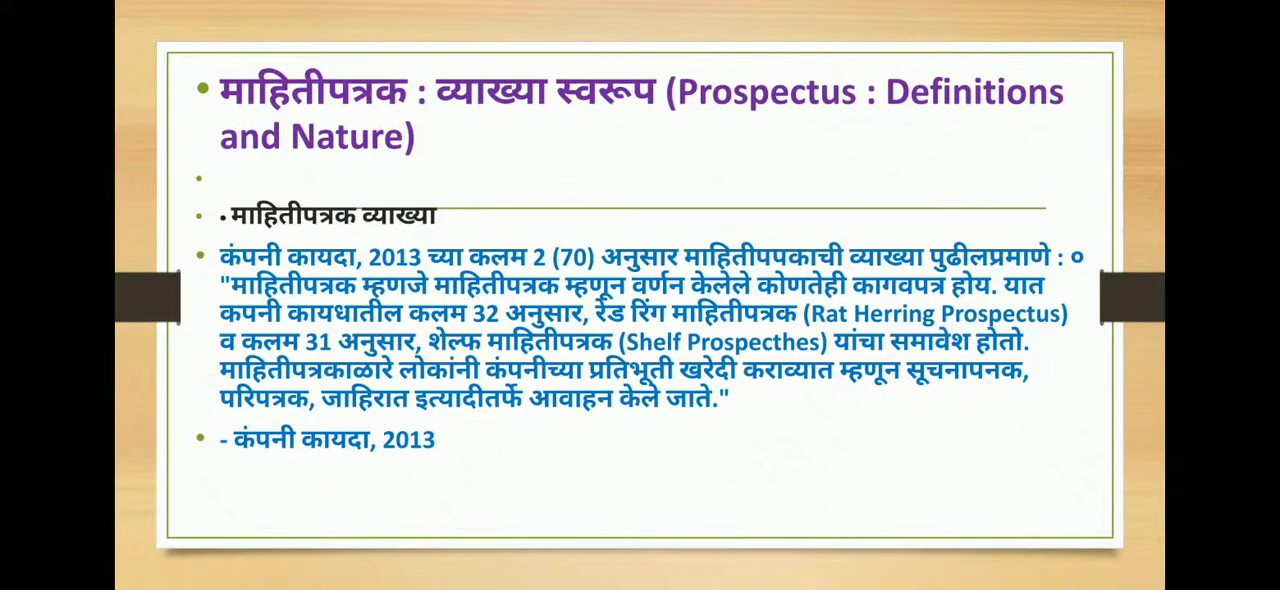 • माहितीपत्रक : व्याख्या स्वरूप (Prospectus : Definitions
and Nature)
•
• • माहितीपत्रक व्याख्या
• कंपनी कायदा, 2013 च्या कलम 2 (70) अनुसार माहितीपपकाची व्याख्या पुढीलप्रमाणे : ०
"माहितीपत्रक म्हणजे माहितीपत्रक म्हणून वर्णन केलेले कोणतेही कागवपत्र होय. यात
कपनी कायधातील कलम 32 अनुसार, रेड रिंग माहितीपत्रक (Rat Herring Prospectus)
व कलम 31 अनुसार, शेल्फ माहितीपत्रक (Shelf Prospecthes) यांचा समावेश होतो.
माहितीपत्रकाळारे लोकांनी कंपनीच्या प्रतिभूती खरेदी कराव्यात म्हणून सूचनापनक,
परिपत्रक, जाहिरात इत्यादीतर्फे आवाहन केले जाते."
• - कंपनी कायदा, 2013